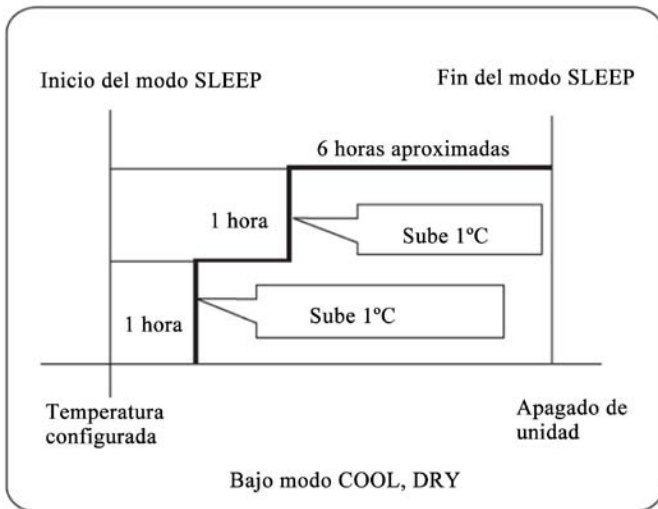 Inicio del modo SLEEP
Fin del modo SLEEP
6 horas aproximadas
1 hora
Sube 1ºC
1 hora
Sube 1ºC
Temperatura
configurada
Apagado de
unidad
Bajo modo COOL, DRY